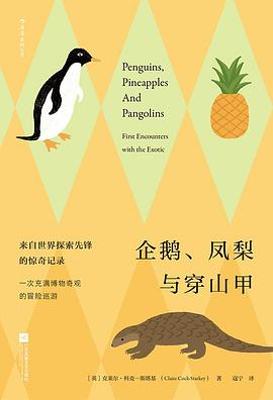 Penguins,
Pineapples
And
Pangolins
First Encounters
with the Exotic
来自世界探索先锋
的惊奇记录
一次充满博物奇观
的冒险巡游
企鹅、凤梨
与穿山甲
[英] 克莱尔·科克-斯塔基 (Claire Cock-Starkey) 著 寇宁 译